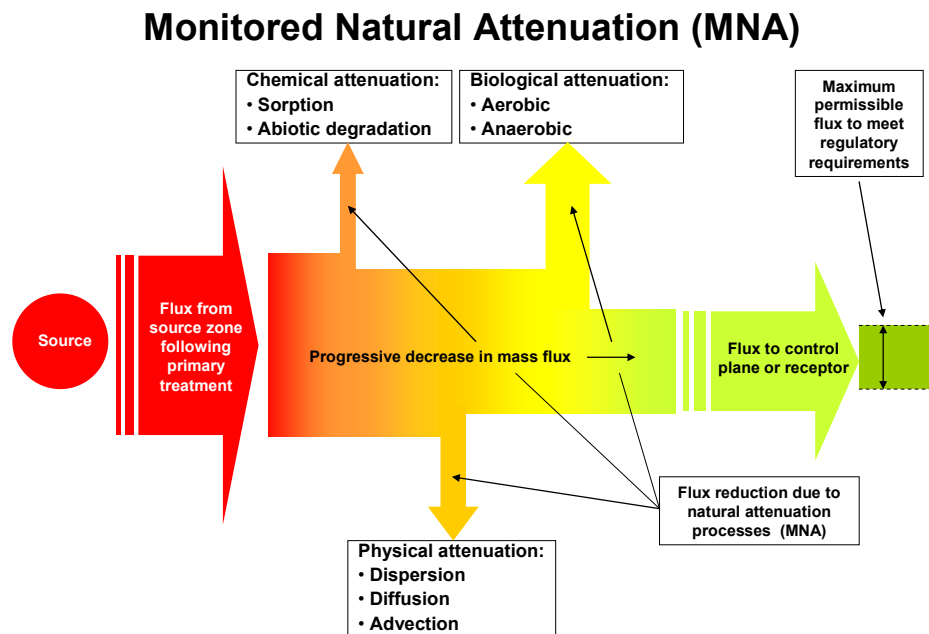 Monitored Natural Attenuation (MNA)
Chemical attenuation:
• Sorption
• Abiotic degradation
Biological attenuation:
• Aerobic
• Anaerobic
Maximum
permissible
flux to meet
regulatory
requirements
Source
Flux from
source zone
following
primary
treatment
Progressive decrease in mass flux
Flux to control
plane or receptor
Flux reduction due to
natural attenuation
processes (MNA)
Physical attenuation:
• Dispersion
• Diffusion
• Advection